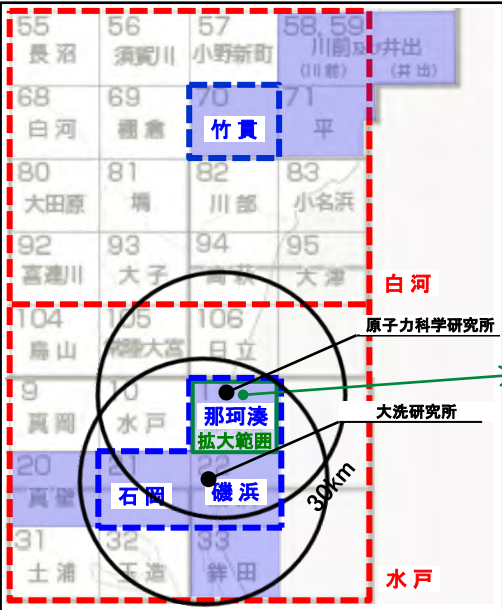 55 56 57 58, 59
長沼 須賀川 小野新町 川前及び井出
(川前) (井出)
68 69 70 71
白河 棚倉 竹貫 平
80 81 82 83
大田原 塙 川部 小名浜
92 93 94 95
喜連川 大子 高萩 大津
白河
104 105 106
烏山 常陸大宮 日立
原子力科学研究所
9 10
真岡 水戸 那珂湊
拡大範囲
大洗研究所
20 21 22
真壁 石岡 磯浜
30km
31 32 33
土浦 玉造 鉾田
水戸